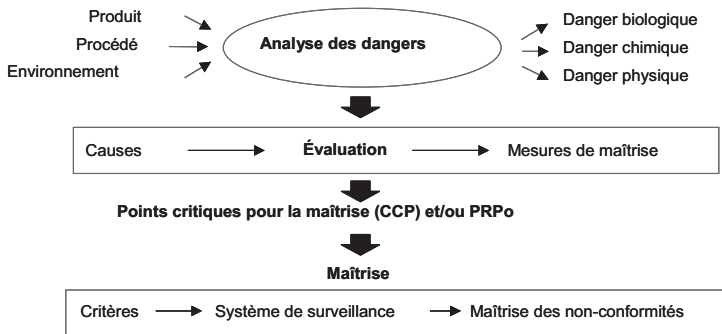 Produit
Procédé
Environnement
Analyse des dangers
Danger biologique
Danger chimique
Danger physique
Causes Évaluation Mesures de maîtrise
Points critiques pour la maîtrise (CCP) et/ou PRPo
Maîtrise
Critères Système de surveillance Maîtrise des non-conformités